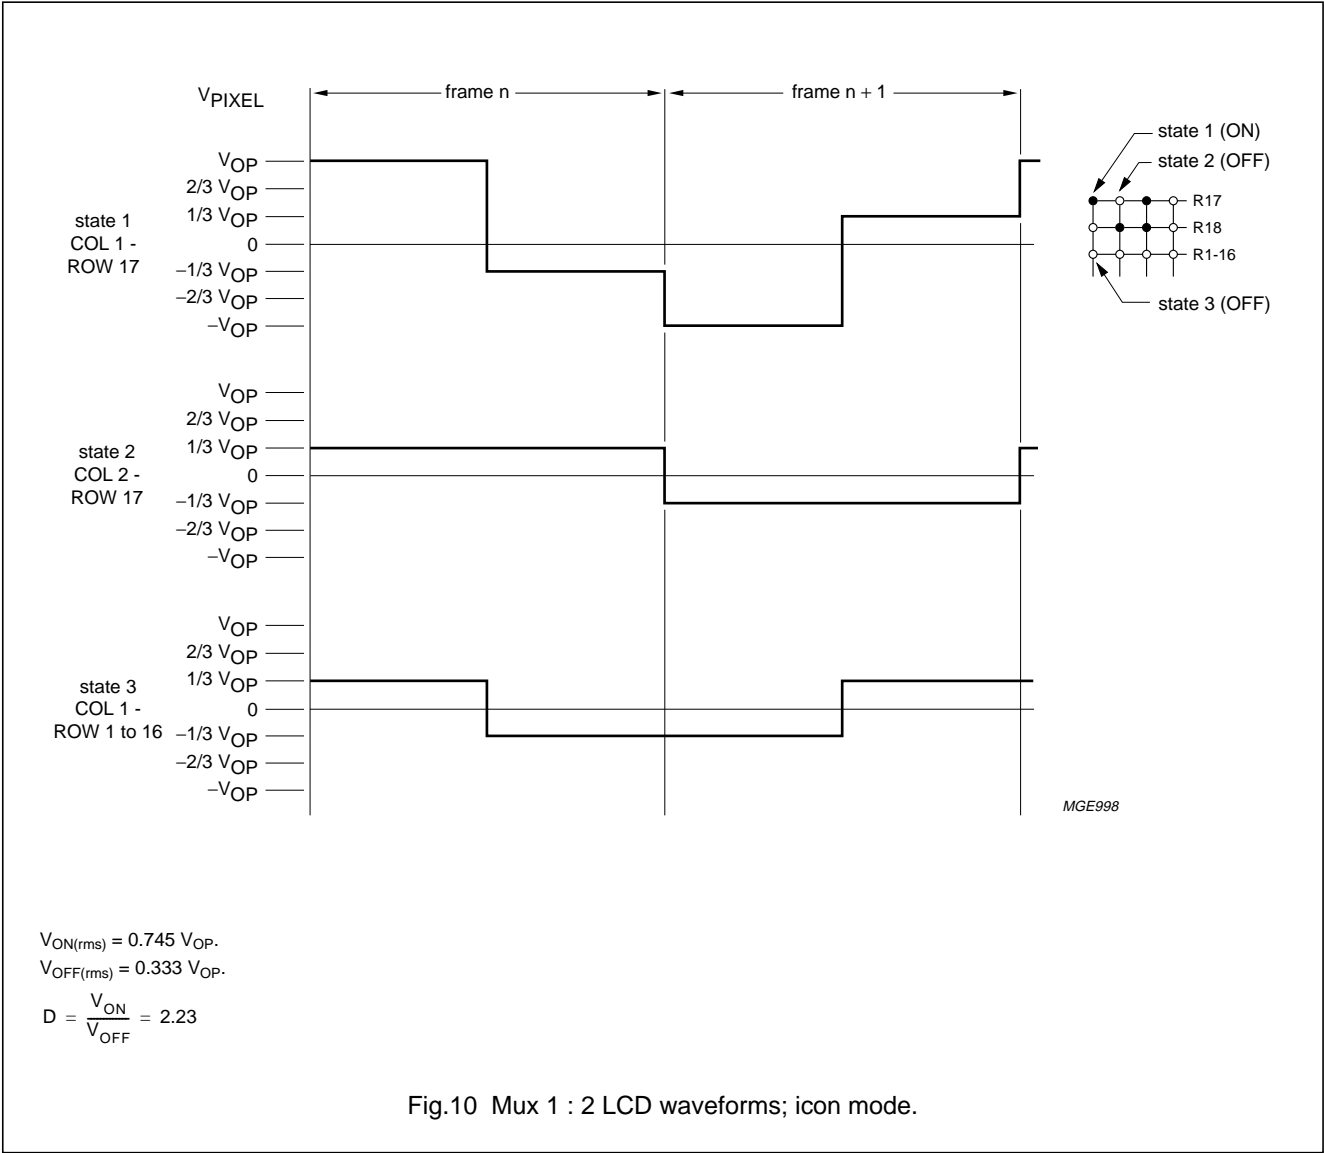 VPIXEL
frame n
frame n + 1
state 1 (ON)
state 2 (OFF)
R17
R18
R1-16
state 3 (OFF)
state 1
COL 1 -
ROW 17
VOP
2/3 VOP
1/3 VOP
0
−1/3 VOP
−2/3 VOP
−VOP
state 2
COL 2 -
ROW 17
VOP
2/3 VOP
1/3 VOP
0
−1/3 VOP
−2/3 VOP
−VOP
state 3
COL 1 -
ROW 1 to 16
VOP
2/3 VOP
1/3 VOP
0
−1/3 VOP
−2/3 VOP
−VOP
MGE998
VON(rms) = 0.745 VOP.
VOFF(rms) = 0.333 VOP.
D = VON / VOFF = 2.23
Fig.10 Mux 1 : 2 LCD waveforms; icon mode.